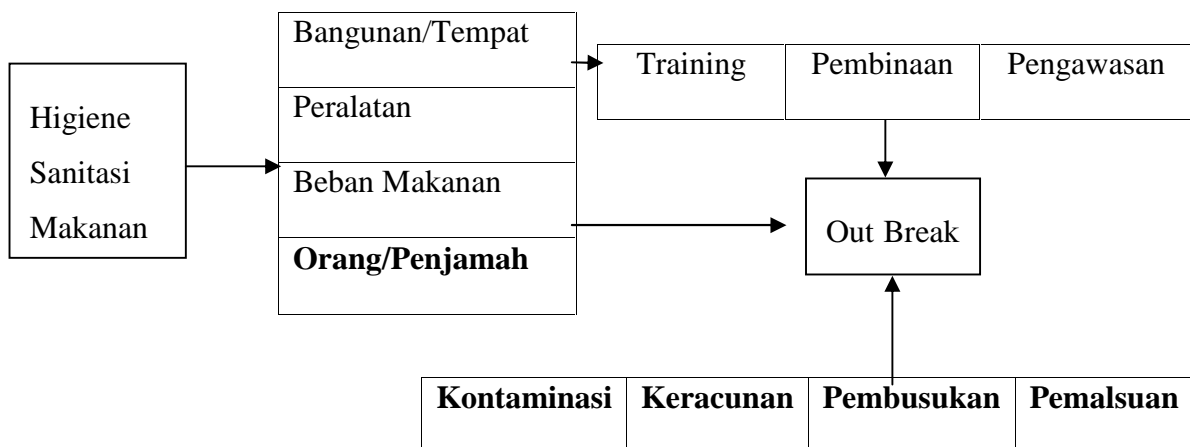 Higiene
Sanitasi
Makanan
Bangunan/Tempat
Peralatan
Beban Makanan
Orang/Penjamah
Training Pembinaan Pengawasan
Out Break
Kontaminasi Keracunan Pembusukan Pemalsuan